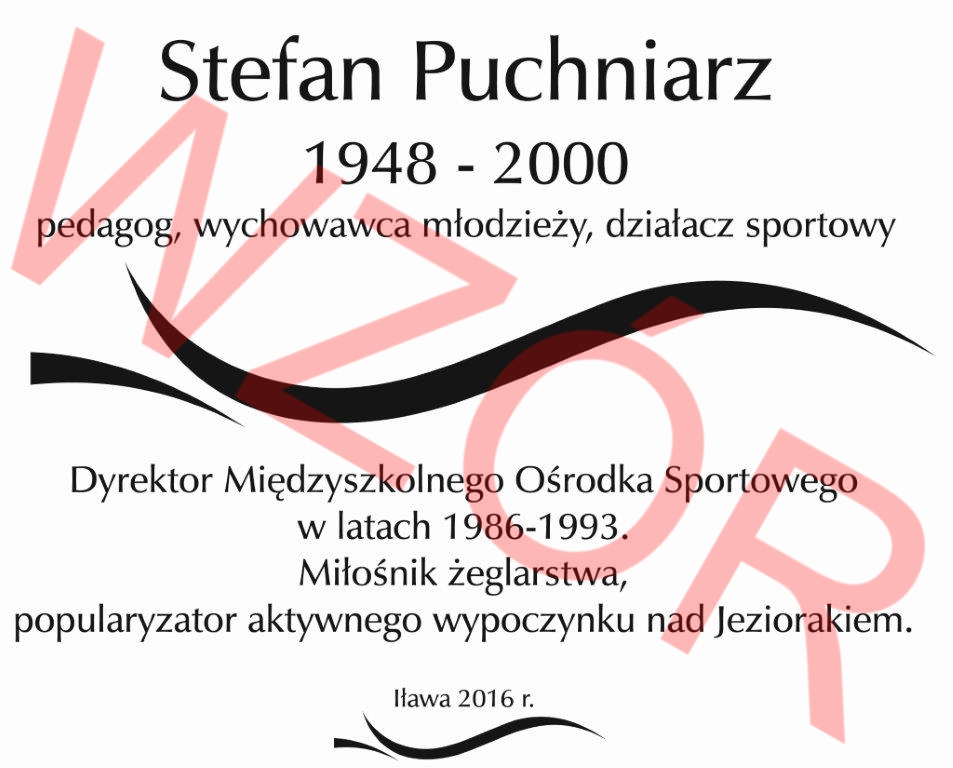 Stefan Puchniarz
1948 - 2000
pedagog, wychowawca młodzieży, działacz sportowy
WZÓR
Dyrektor Międzyszkolnego Ośrodka Sportowego
w latach 1986-1993.
Miłośnik żeglarstwa,
popularyzator aktywnego wypoczynku nad Jeziorakiem.
Iława 2016 r.